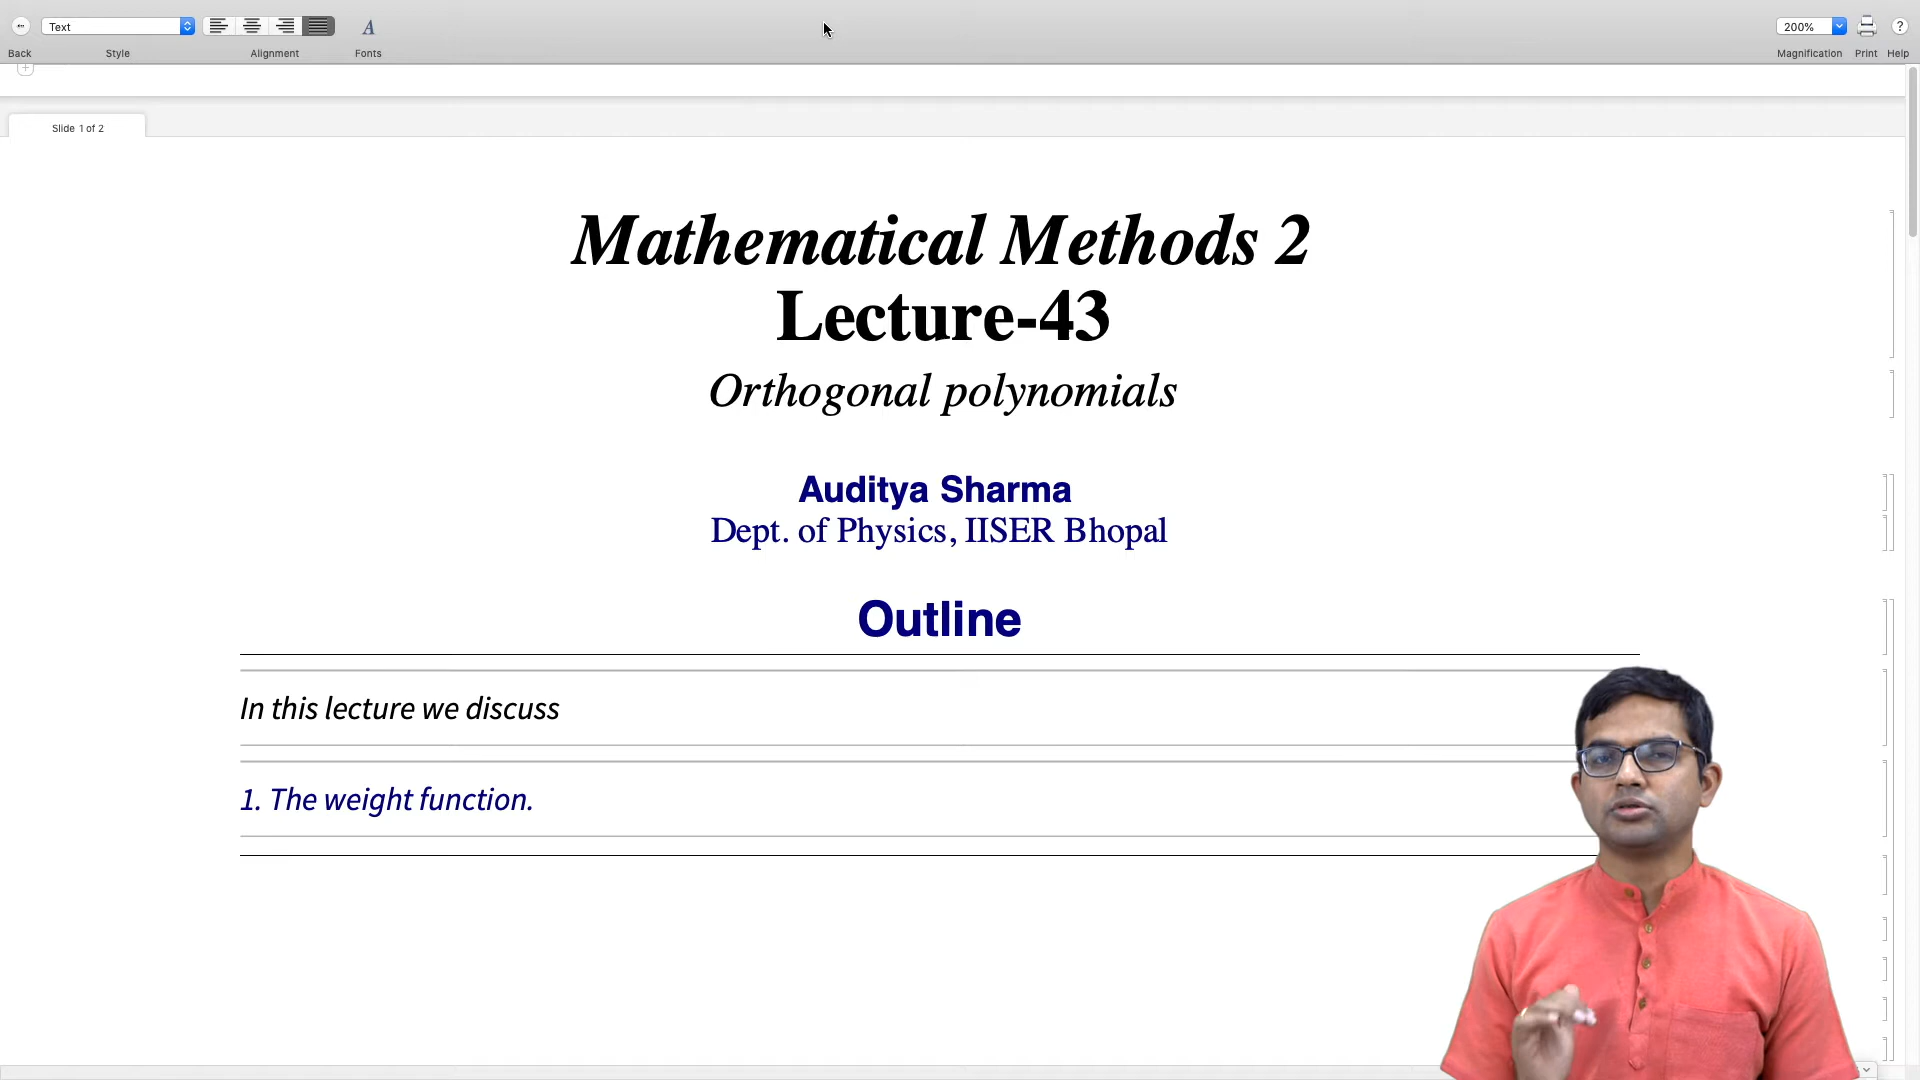 Text
200%
Back
Style
Alignment
Fonts
Magnification
Print
Help
Slide 1 of 2
Mathematical Methods 2
Lecture-43
Orthogonal polynomials
Auditya Sharma
Dept. of Physics, IISER Bhopal
Outline
In this lecture we discuss
1. The weight function.